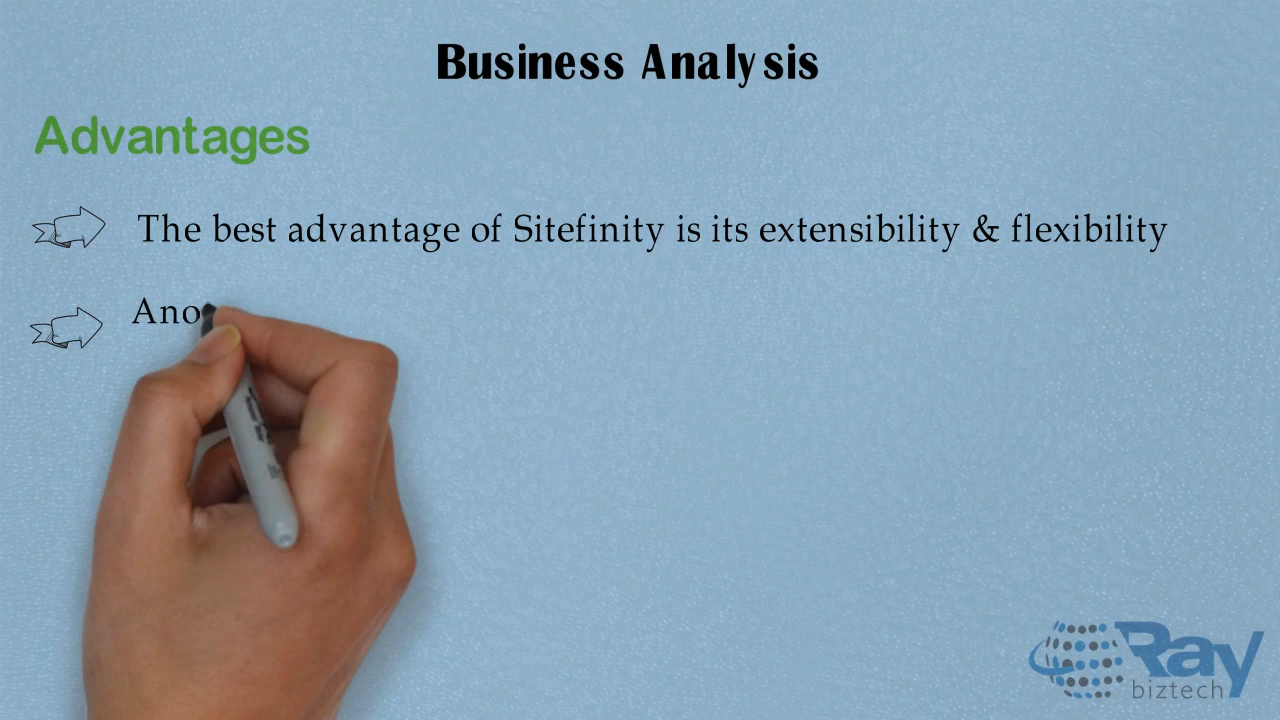 Business Analysis
Advantages
The best advantage of Sitefinity is its extensibility & flexibility
Ano
Ray
biztech